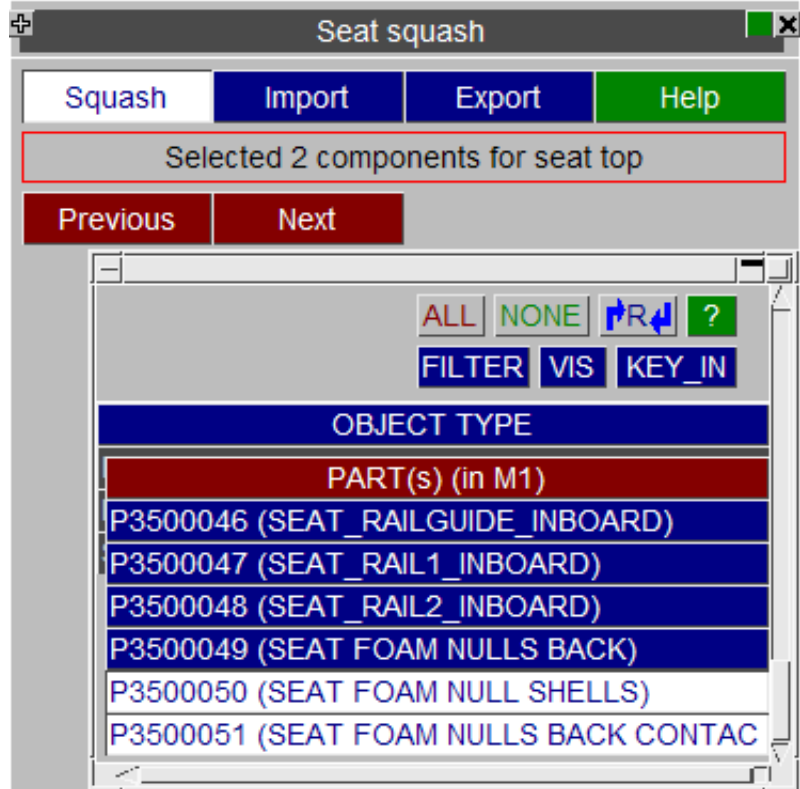 Seat squash
Squash Import Export Help
Selected 2 components for seat top
Previous Next
ALL NONE R ?
FILTER VIS KEY_IN
OBJECT TYPE
PART(s) (in M1)
P3500046 (SEAT_RAILGUIDE_INBOARD)
P3500047 (SEAT_RAIL1_INBOARD)
P3500048 (SEAT_RAIL2_INBOARD)
P3500049 (SEAT FOAM NULLS BACK)
P3500050 (SEAT FOAM NULL SHELLS)
P3500051 (SEAT FOAM NULLS BACK CONTAC